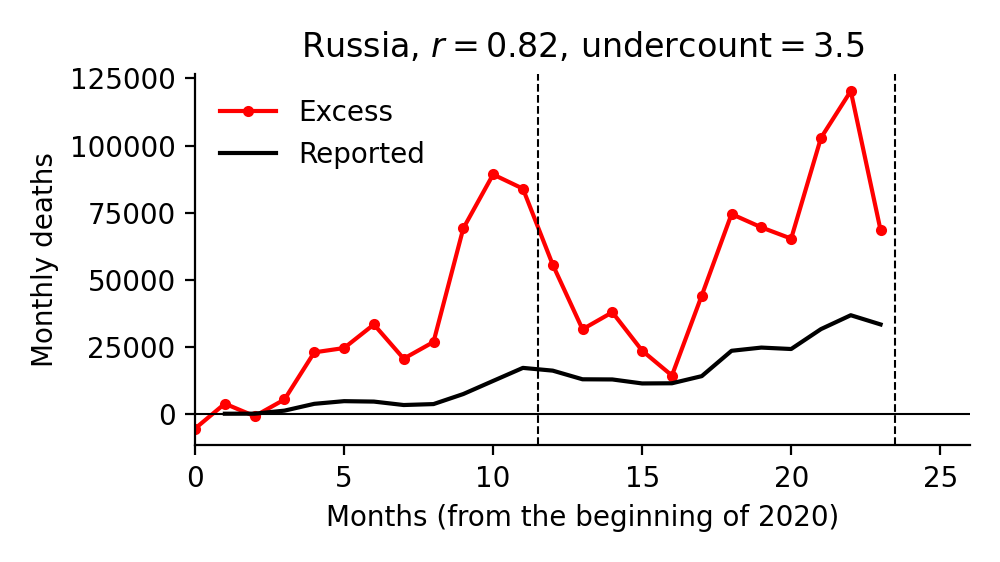 Russia, r = 0.82, undercount = 3.5
125000
100000
75000
50000
25000
0
Monthly deaths
Excess
Reported
0 5 10 15 20 25
Months (from the beginning of 2020)